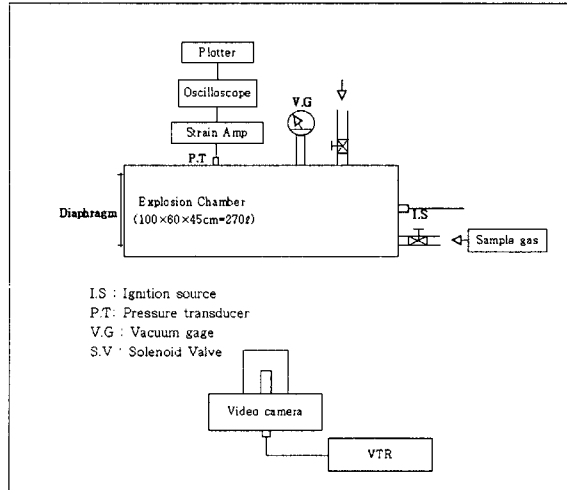 Plotter
Oscilloscope
Strain Amp
P.T
V.G
Diaphragm
Explosion Chamber
(100×60×45cm=270ℓ)
I.S
Sample gas
I.S : Ignition source
P.T: Pressure transducer
V.G : Vacuum gage
S.V : Solenoid Valve
Video camera
VTR